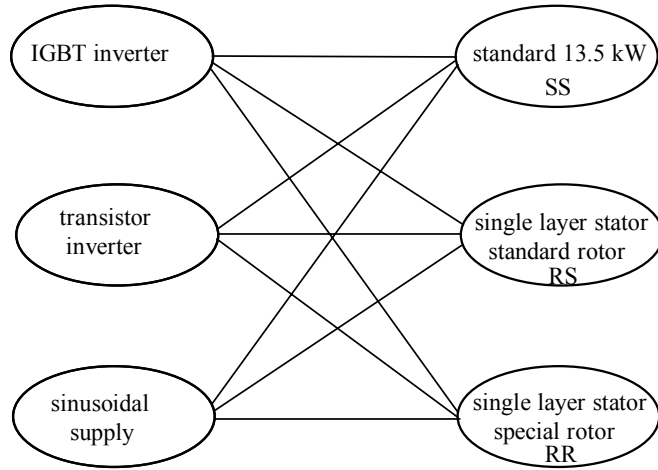 IGBT inverter
standard 13.5 kW
SS
transistor
inverter
single layer stator
standard rotor
RS
sinusoidal
supply
single layer stator
special rotor
RR